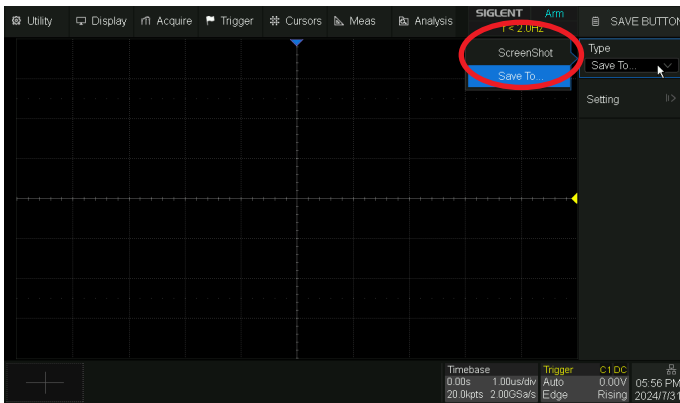 Utility Display Acquire Trigger Cursors Meas Analysis
SIGLENT Arm
f < 2.0Hz
SAVE BUTTON
ScreenShot
Save To...
Type
Save To...
Setting
Timebase
0.00s 1.00us/div
20.0kpts 2.00GSa/s
Trigger C1 DC
Auto 0.00V
Edge Rising
05:56 PM
2024/7/31